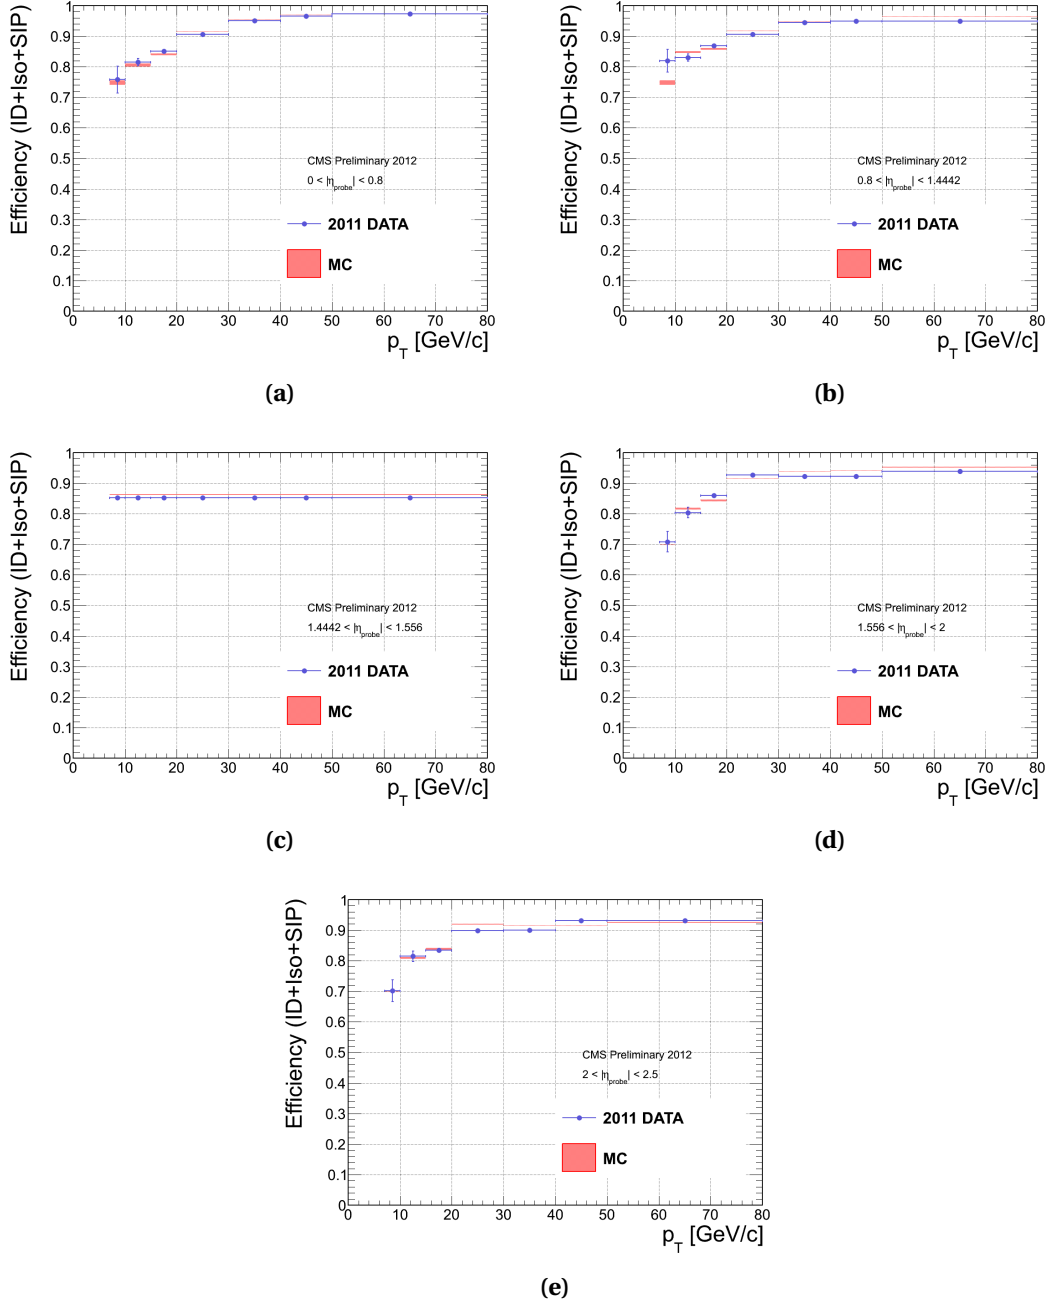 Efficiency (ID+Iso+SIP)
1
0.9
0.8
0.7
0.6
0.5
0.4
0.3
0.2
0.1
0
CMS Preliminary 2012
0 < |η_probe| < 0.8
2011 DATA
MC
0 10 20 30 40 50 60 70 80
p_T [GeV/c]
(a)
Efficiency (ID+Iso+SIP)
1
0.9
0.8
0.7
0.6
0.5
0.4
0.3
0.2
0.1
0
CMS Preliminary 2012
0.8 < |η_probe| < 1.4442
2011 DATA
MC
0 10 20 30 40 50 60 70 80
p_T [GeV/c]
(b)
Efficiency (ID+Iso+SIP)
1
0.9
0.8
0.7
0.6
0.5
0.4
0.3
0.2
0.1
0
CMS Preliminary 2012
1.4442 < |η_probe| < 1.556
2011 DATA
MC
0 10 20 30 40 50 60 70 80
p_T [GeV/c]
(c)
Efficiency (ID+Iso+SIP)
1
0.9
0.8
0.7
0.6
0.5
0.4
0.3
0.2
0.1
0
CMS Preliminary 2012
1.556 < |η_probe| < 2
2011 DATA
MC
0 10 20 30 40 50 60 70 80
p_T [GeV/c]
(d)
Efficiency (ID+Iso+SIP)
1
0.9
0.8
0.7
0.6
0.5
0.4
0.3
0.2
0.1
0
CMS Preliminary 2012
2 < |η_probe| < 2.5
2011 DATA
MC
0 10 20 30 40 50 60 70 80
p_T [GeV/c]
(e)